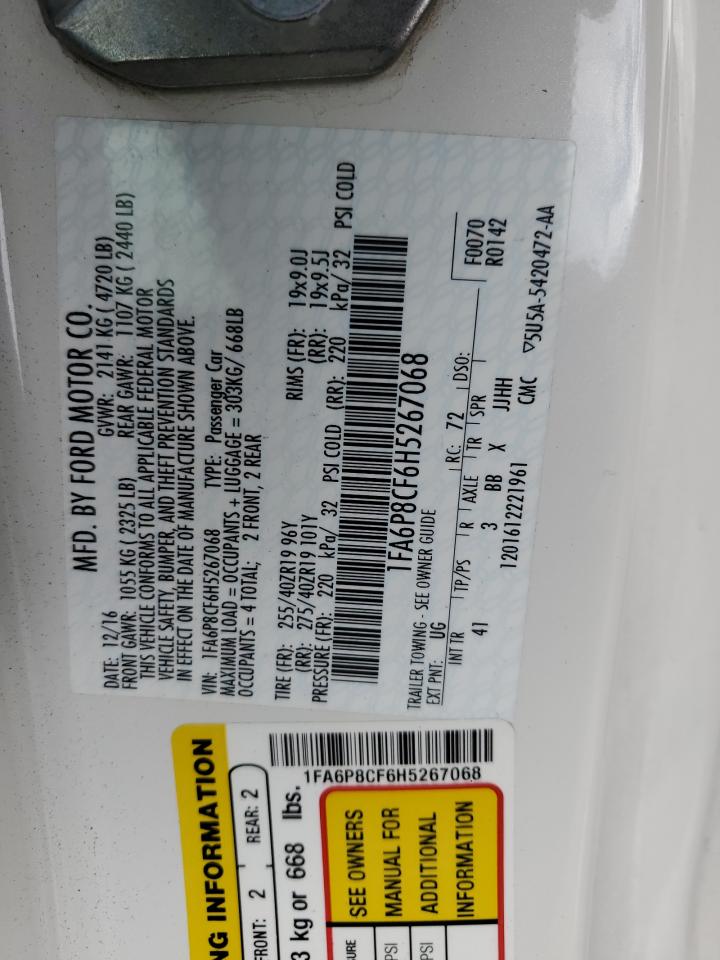 MFD. BY FORD MOTOR CO.
DATE: 12/16 GVWR: 2141 KG ( 4720 LB)
FRONT GAWR: 1055 KG ( 2325 LB) REAR GAWR: 1107 KG ( 2440 LB)
THIS VEHICLE CONFORMS TO ALL APPLICABLE FEDERAL MOTOR
VEHICLE SAFETY, BUMPER, AND THEFT PREVENTION STANDARDS
IN EFFECT ON THE DATE OF MANUFACTURE SHOWN ABOVE.
VIN: 1FA6P8CF6H5267068 TYPE: Passenger Car
MAXIMUM LOAD = OCCUPANTS + LUGGAGE = 303KG/ 668LB
OCCUPANTS = 4 TOTAL; 2 FRONT, 2 REAR
TIRE (FR): 255/40ZR19 96Y RIMS (FR): 19x9.0J
(RR): 275/40ZR19 101Y (RR): 19x9.5J
PRESSURE (FR): 220 kPa/ 32 PSI COLD (RR): 220 kPa/ 32 PSI COLD
1FA6P8CF6H5267068
TRAILER TOWING - SEE OWNER GUIDE
EXT PNT: UG RC: 72 DSO: F0070
R0142
INT TR TP/PS R AXLE TR SPR
41 3 BB X JJHH
1201612221961 CMC
▽5U5A-5420472-AA
NG INFORMATION
FRONT: 2 REAR: 2
3 kg or 668 lbs.
1FA6P8CF6H5267068
SEE OWNERS
MANUAL FOR
ADDITIONAL
INFORMATION
URE
PSI
PSI